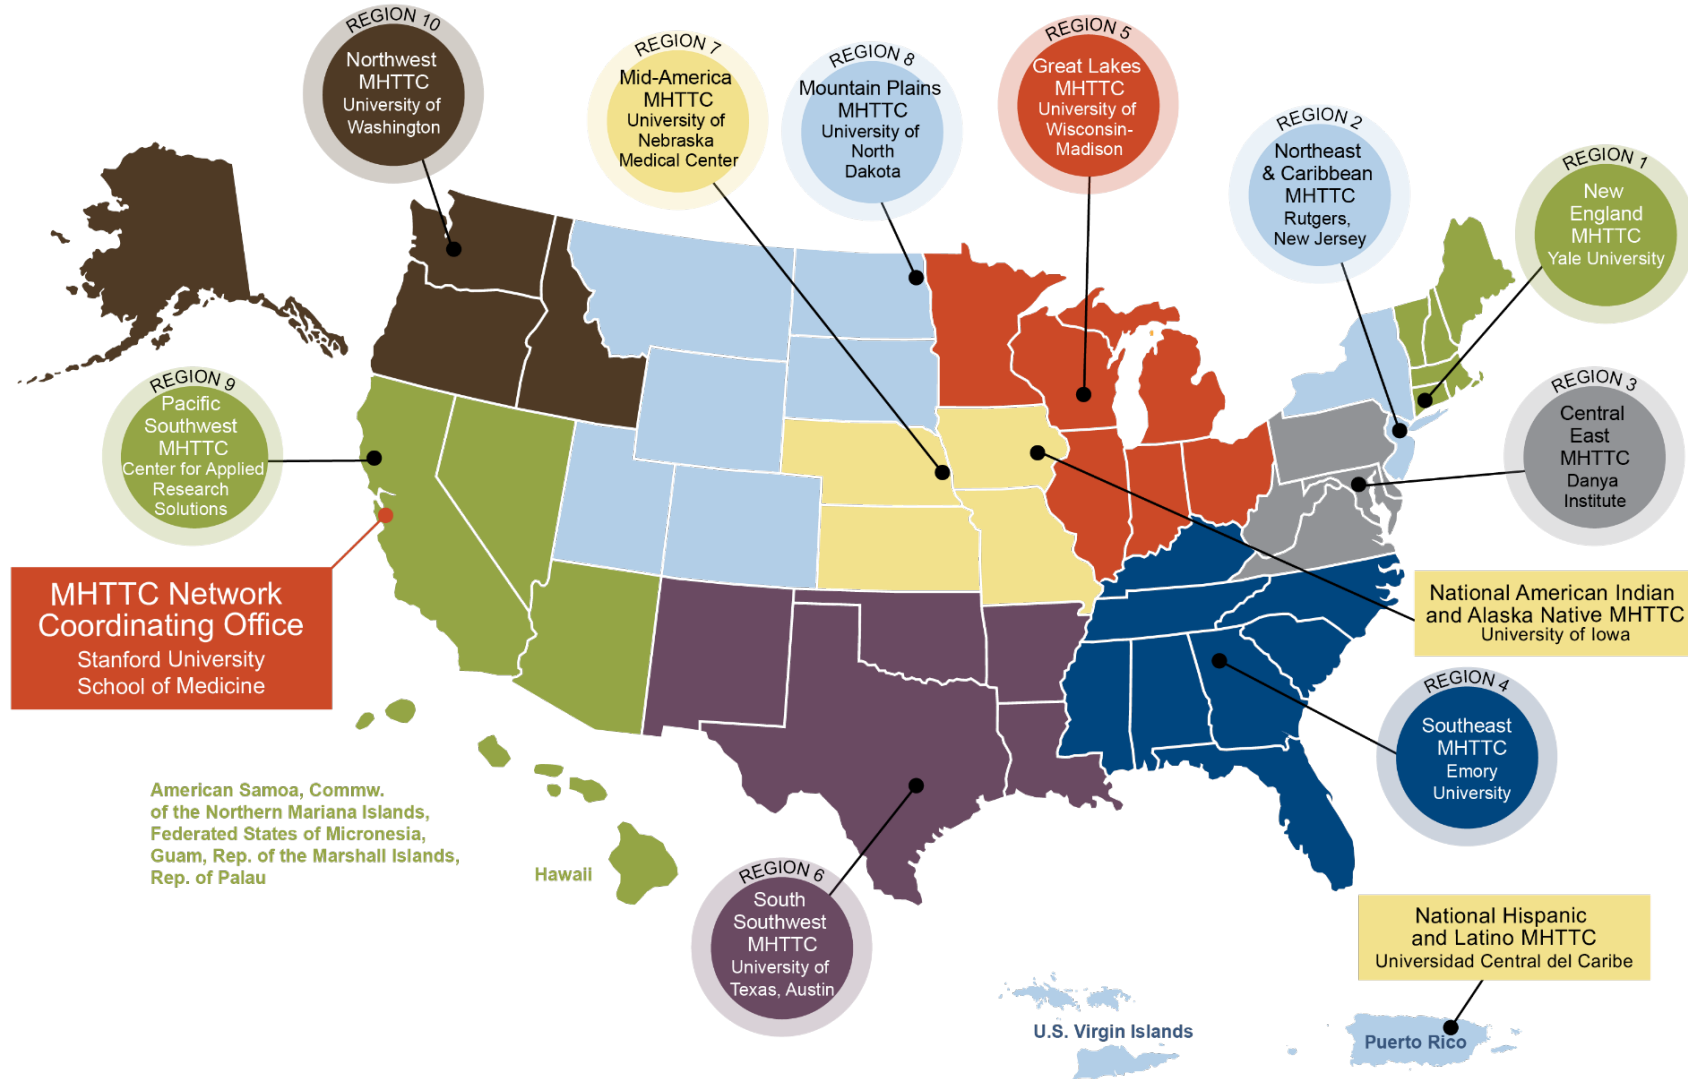 REGION 10
Northwest
MHTTC
University of
Washington
REGION 7
Mid-America
MHTTC
University of
Nebraska
Medical Center
REGION 8
Mountain Plains
MHTTC
University of
North
Dakota
REGION 5
Great Lakes
MHTTC
University of
Wisconsin-
Madison
REGION 2
Northeast
& Caribbean
MHTTC
Rutgers,
New Jersey
REGION 1
New
England
MHTTC
Yale University
REGION 9
Pacific
Southwest
MHTTC
Center for Applied
Research
Solutions
REGION 3
Central
East
MHTTC
Danya
Institute
MHTTC Network
Coordinating Office
Stanford University
School of Medicine
National American Indian
and Alaska Native MHTTC
University of Iowa
REGION 4
Southeast
MHTTC
Emory
University
American Samoa, Commw.
of the Northern Mariana Islands,
Federated States of Micronesia,
Guam, Rep. of the Marshall Islands,
Rep. of Palau
Hawaii
REGION 6
South
Southwest
MHTTC
University of
Texas, Austin
National Hispanic
and Latino MHTTC
Universidad Central del Caribe
U.S. Virgin Islands
Puerto Rico